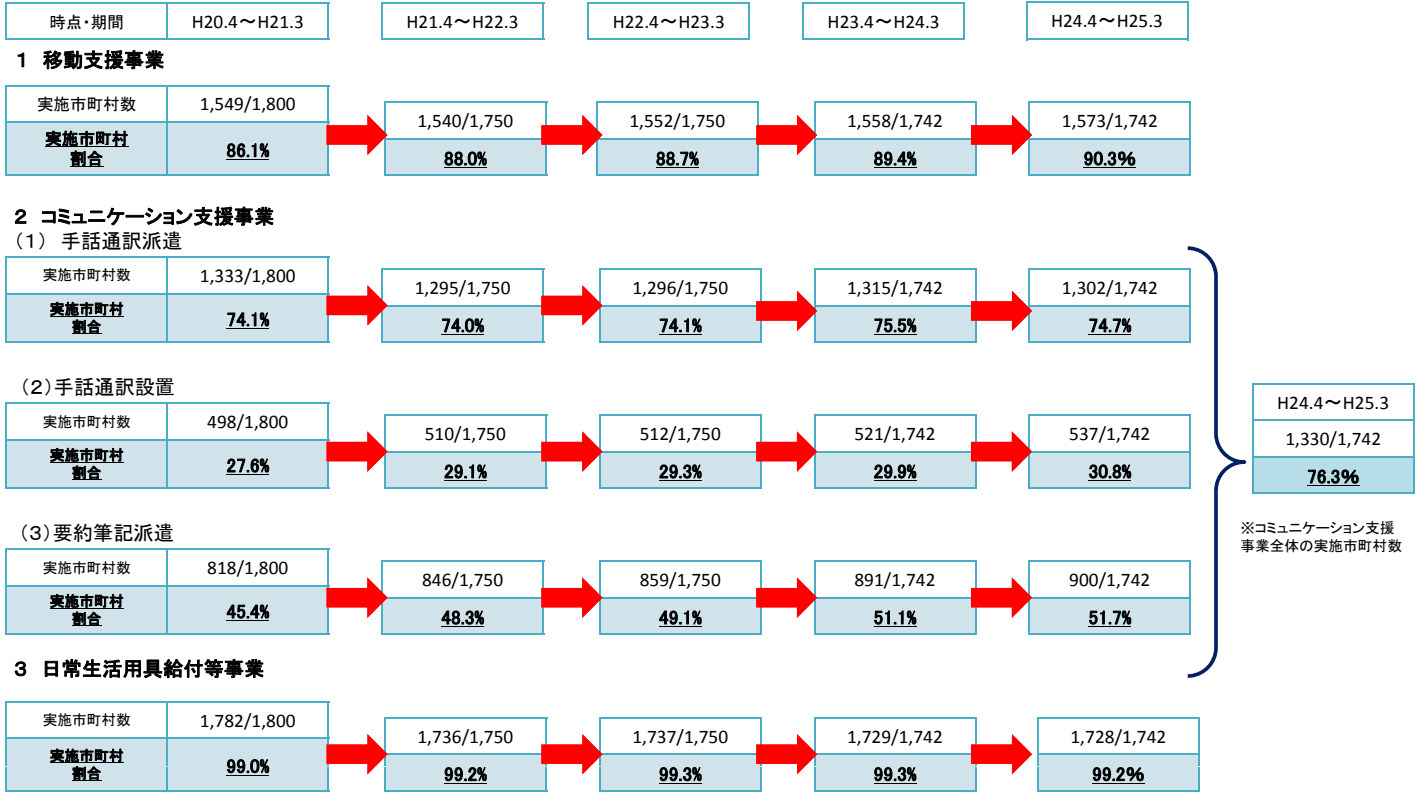 時点・期間 H20.4～H21.3 H21.4～H22.3 H22.4～H23.3 H23.4～H24.3 H24.4～H25.3
1 移動支援事業
実施市町村数 1,549/1,800 1,540/1,750 1,552/1,750 1,558/1,742 1,573/1,742
実施市町村
割合 86.1% 88.0% 88.7% 89.4% 90.3%
2 コミュニケーション支援事業
（1） 手話通訳派遣
実施市町村数 1,333/1,800 1,295/1,750 1,296/1,750 1,315/1,742 1,302/1,742
実施市町村
割合 74.1% 74.0% 74.1% 75.5% 74.7%
（2）手話通訳設置
実施市町村数 498/1,800 510/1,750 512/1,750 521/1,742 537/1,742
実施市町村
割合 27.6% 29.1% 29.3% 29.9% 30.8%
H24.4～H25.3
1,330/1,742
76.3%
※コミュニケーション支援
事業全体の実施市町村数
（3）要約筆記派遣
実施市町村数 818/1,800 846/1,750 859/1,750 891/1,742 900/1,742
実施市町村
割合 45.4% 48.3% 49.1% 51.1% 51.7%
3 日常生活用具給付等事業
実施市町村数 1,782/1,800 1,736/1,750 1,737/1,750 1,729/1,742 1,728/1,742
実施市町村
割合 99.0% 99.2% 99.3% 99.3% 99.2%